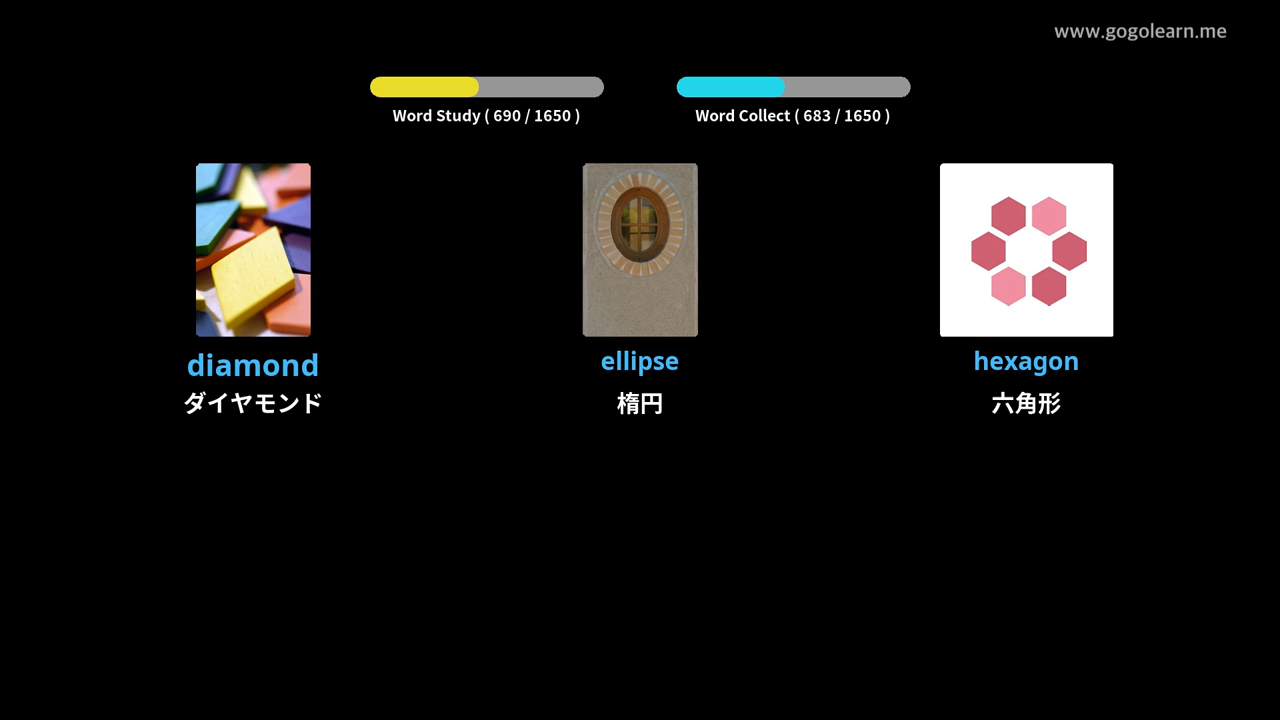 www.gogolearn.me
Word Study ( 690 / 1650 )
Word Collect ( 683 / 1650 )
diamond
ダイヤモンド
ellipse
楕円
hexagon
六角形